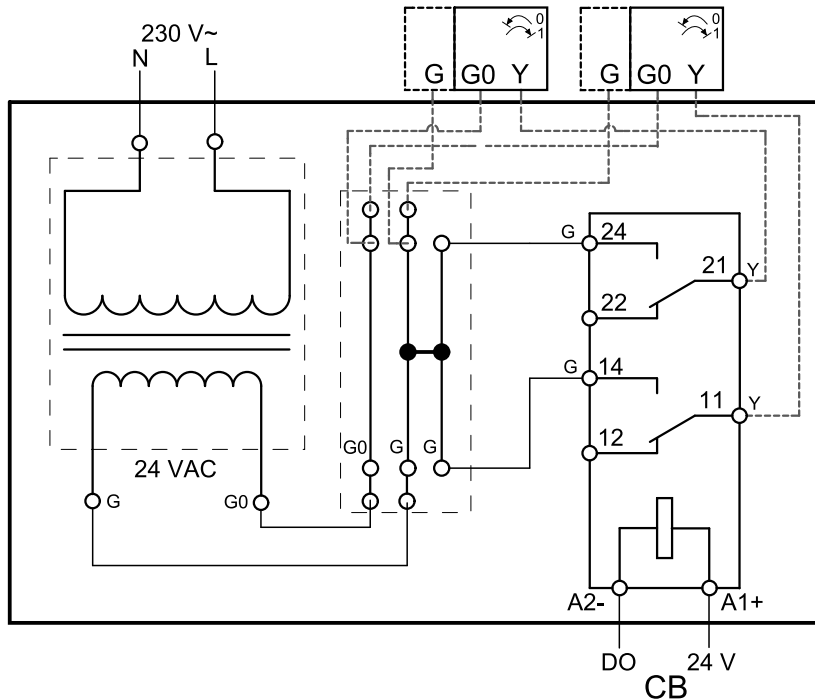 230 V~
N L
0
1
G G0 Y
0
1
G G0 Y
G 24
21 Y
22
G 14
11 Y
12
G0 G G
24 VAC
G G0
A2- A1+
DO 24 V
CB